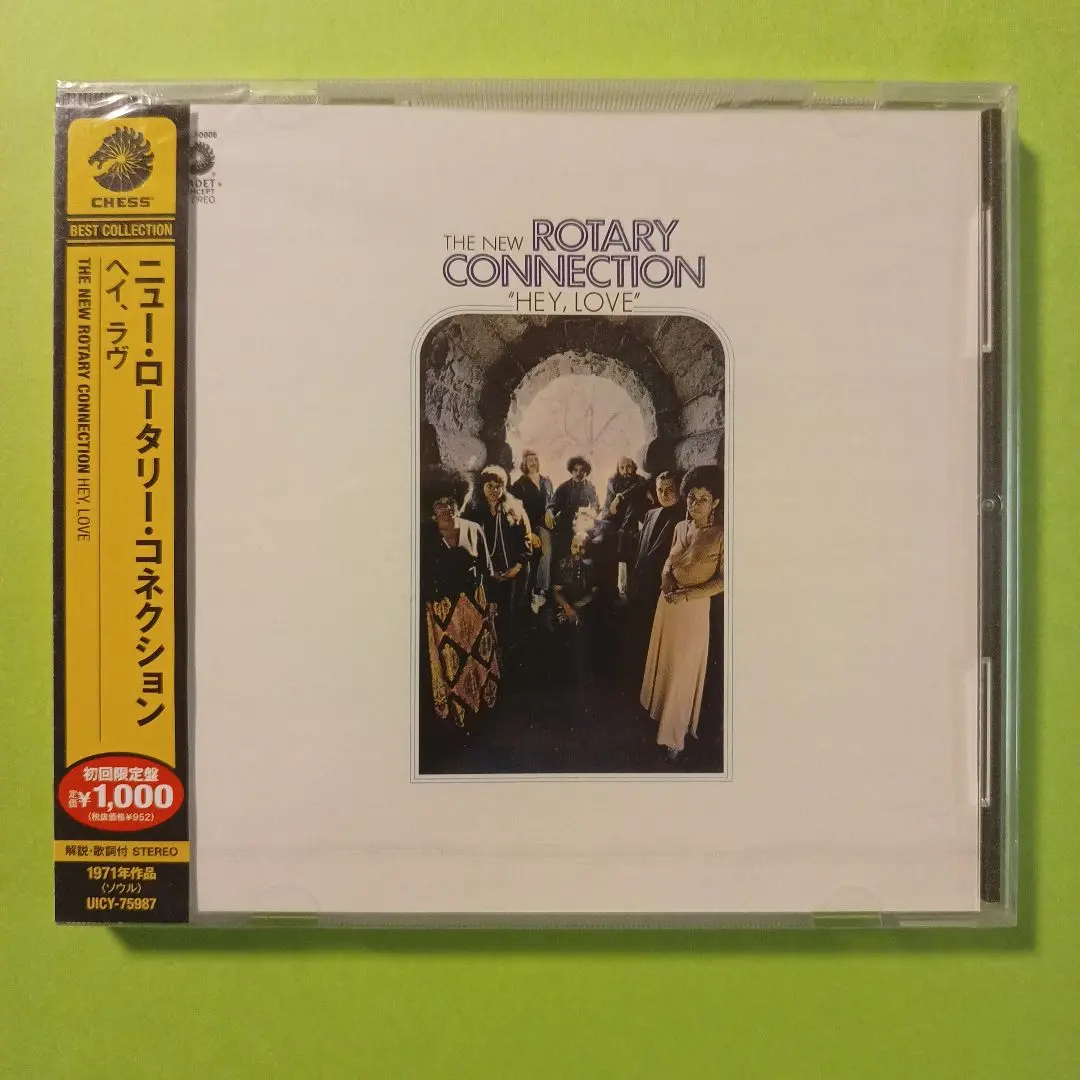 CHESS
BEST COLLECTION
ニュー・ロータリー・コネクション
ヘイ、ラヴ
THE NEW ROTARY CONNECTION HEY, LOVE
初回限定盤
定価¥1,000
(税抜価格¥952)
解説・歌詞付 STEREO
1971年作品
〈ソウル〉
UICY-75987
THE NEW ROTARY
CONNECTION
"HEY, LOVE"